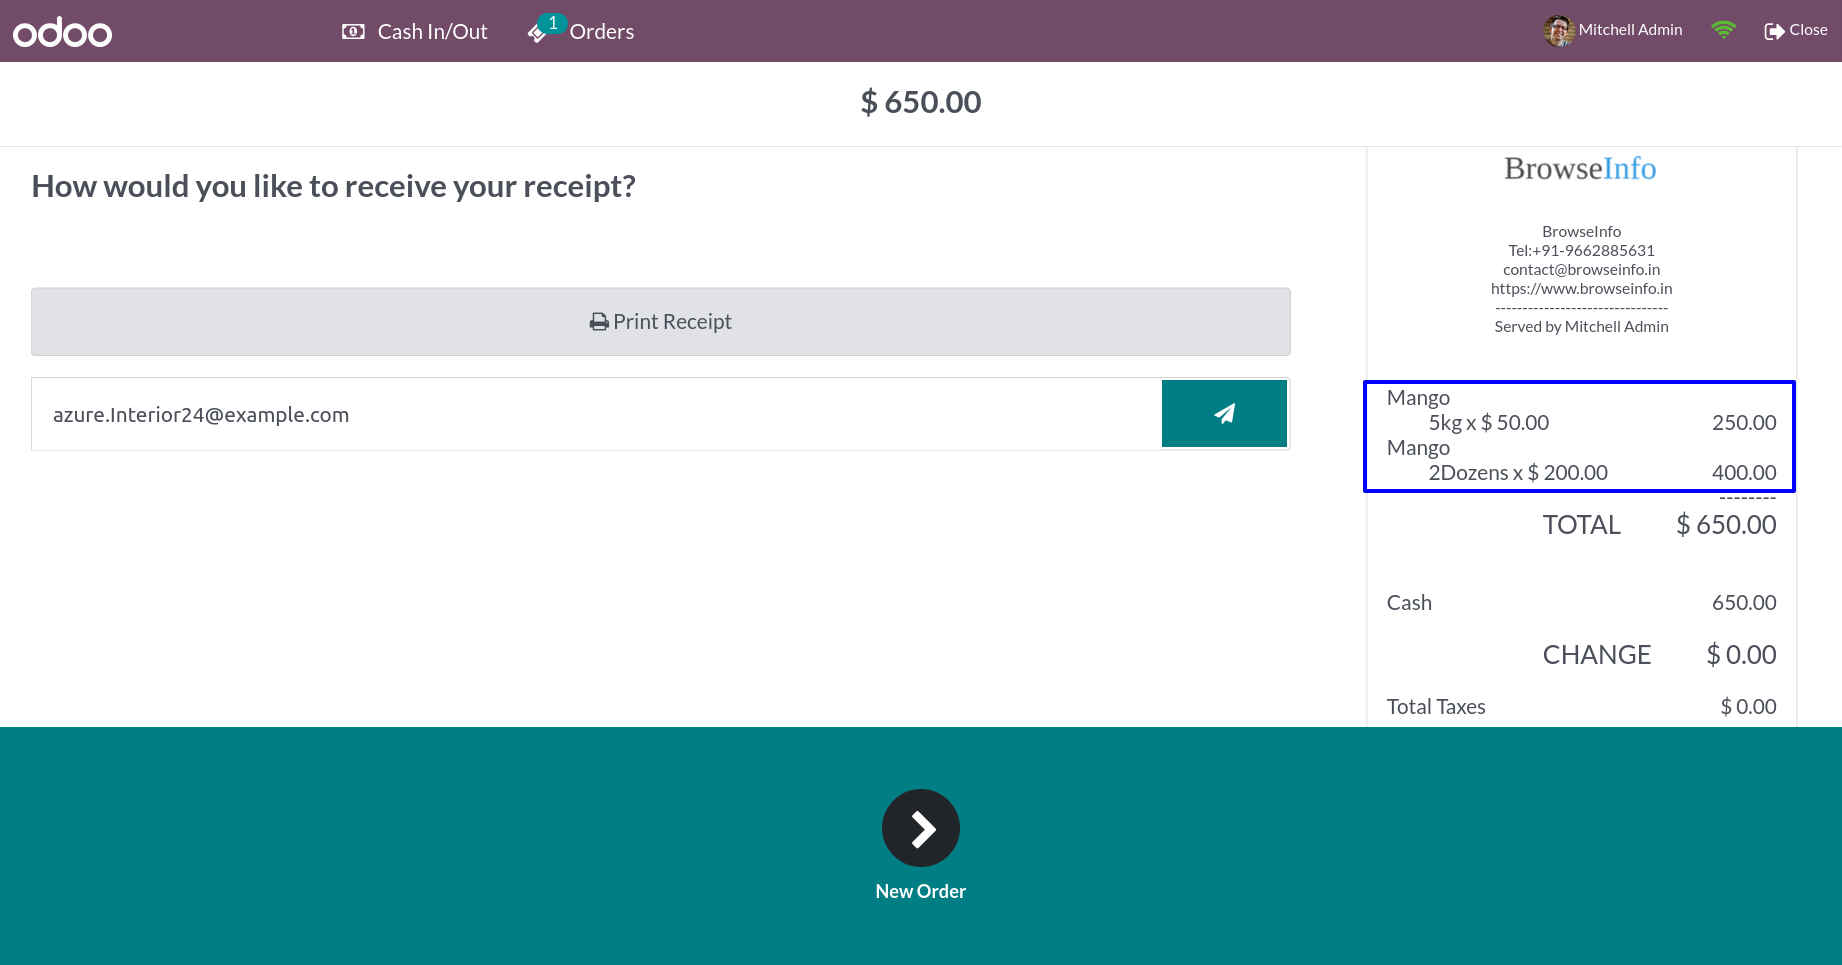 odoo Cash In/Out 1 Orders Mitchell Admin Close
$ 650.00
How would you like to receive your receipt?
Print Receipt
azure.Interior24@example.com
BrowseInfo
BrowseInfo
Tel:+91-9662885631
contact@browseinfo.in
https://www.browseinfo.in
---------------------------------
Served by Mitchell Admin
Mango
5kg x $ 50.00 250.00
Mango
2Dozens x $ 200.00 400.00
--------
TOTAL $ 650.00
Cash 650.00
CHANGE $ 0.00
Total Taxes $ 0.00
New Order